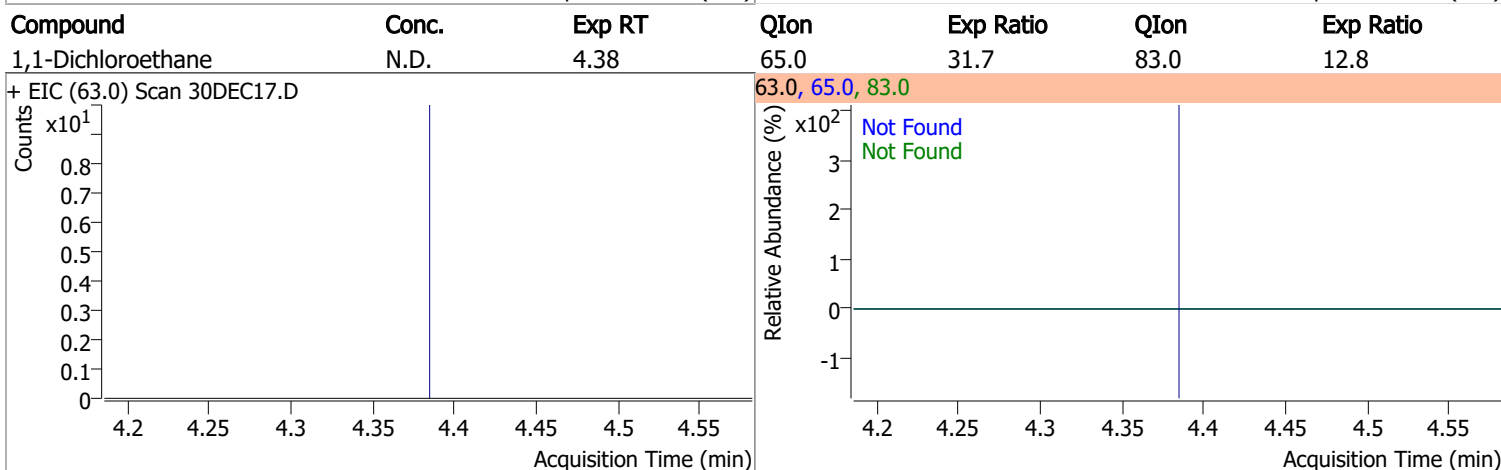 Compound Conc. Exp RT QIon Exp Ratio QIon Exp Ratio
1,1-Dichloroethane N.D. 4.38 65.0 31.7 83.0 12.8
+ EIC (63.0) Scan 30DEC17.D
Counts
x10¹
0.8
0.7
0.6
0.5
0.4
0.3
0.2
0.1
0
4.2 4.25 4.3 4.35 4.4 4.45 4.5 4.55
Acquisition Time (min)
63.0, 65.0, 83.0
Relative Abundance (%)
x10²
Not Found
Not Found
3
2
1
0
-1
4.2 4.25 4.3 4.35 4.4 4.45 4.5 4.55
Acquisition Time (min)